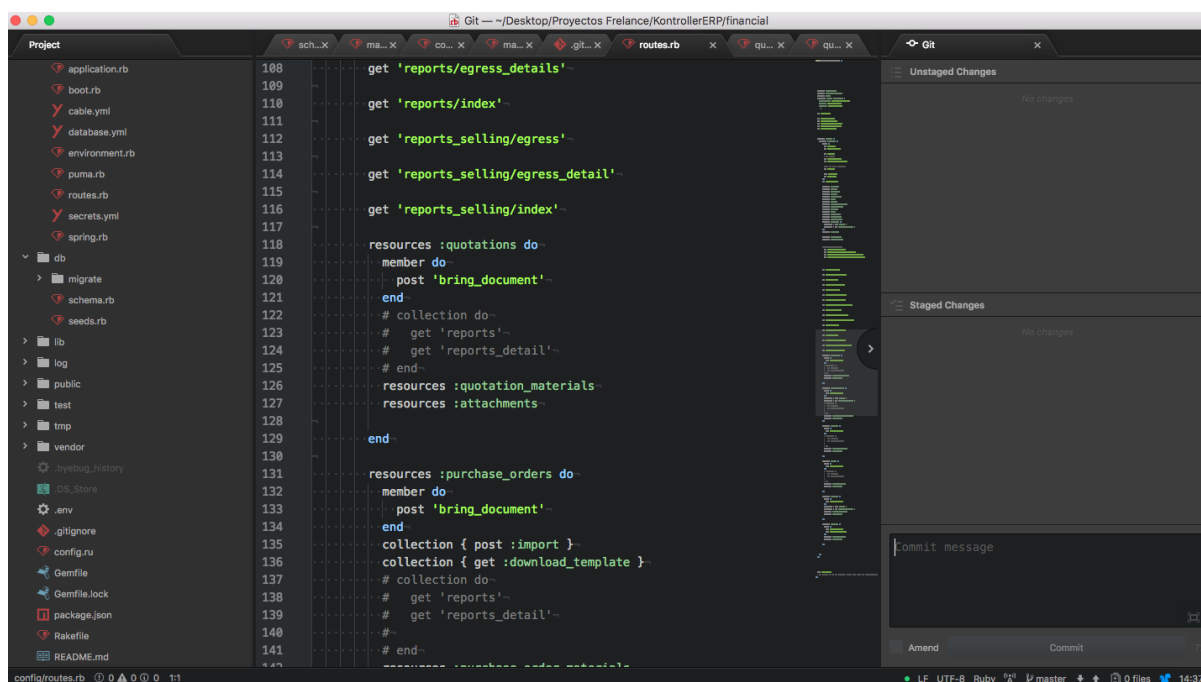 Git — ~/Desktop/Proyectos Frelance/KontrollerERP/financial
Project
sch...
ma...
co...
ma...
.git...
routes.rb
qu...
qu...
Git
application.rb
boot.rb
cable.yml
database.yml
environment.rb
puma.rb
routes.rb
secrets.yml
spring.rb
db
migrate
schema.rb
seeds.rb
lib
log
public
test
tmp
vendor
.byebug_history
.DS_Store
.env
.gitignore
config.ru
Gemfile
Gemfile.lock
package.json
Rakefile
README.md
108 get 'reports/egress_details'
109
110 get 'reports/index'
111
112 get 'reports_selling/egress'
113
114 get 'reports_selling/egress_detail'
115
116 get 'reports_selling/index'
117
118 resources :quotations do
119 member do
120 post 'bring_document'
121 end
122 # collection do
123 #   get 'reports'
124 #   get 'reports_detail'
125 # end
126 resources :quotation_materials
127 resources :attachments
128
129 end
130
131 resources :purchase_orders do
132 member do
133 post 'bring_document'
134 end
135 collection { post :import }
136 collection { get :download_template }
137 # collection do
138 #   get 'reports'
139 #   get 'reports_detail'
140 #
141 # end
142 resources :purchase_order_materials
Unstaged Changes
No changes
Staged Changes
No changes
Commit message
Amend
Commit
config/routes.rb 0 0 0 1:1
LF UTF-8 Ruby master 0 files